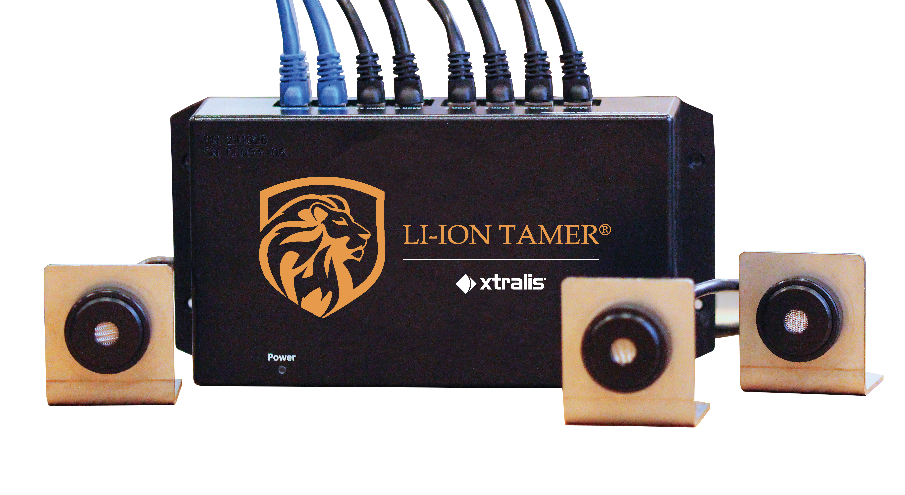 LI-ION TAMER®
xtralis
Power